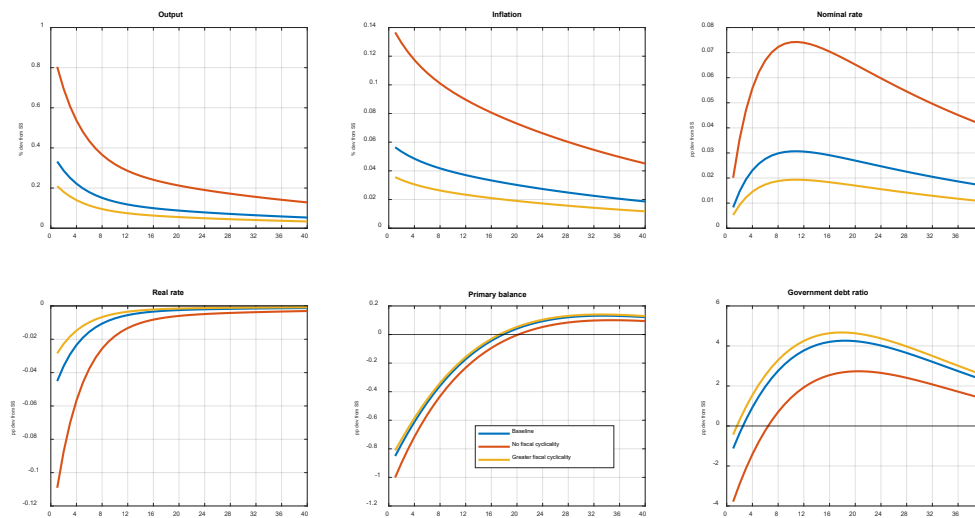 Output
% dev from SS
1
0.8
0.6
0.4
0.2
0
0 4 8 12 16 20 24 28 32 36 40
Inflation
% dev from SS
0.14
0.12
0.1
0.08
0.06
0.04
0.02
0
0 4 8 12 16 20 24 28 32 36 40
Nominal rate
pp dev from SS
0.08
0.07
0.06
0.05
0.04
0.03
0.02
0.01
0
0 4 8 12 16 20 24 28 32 36
Real rate
pp dev from SS
0
-0.02
-0.04
-0.06
-0.08
-0.1
-0.12
0 4 8 12 16 20 24 28 32 36 40
Primary balance
pp dev from SS
0.2
0
-0.2
-0.4
-0.6
-0.8
-1
-1.2
0 4 8 12 16 20 24 28 32 36 40
Baseline
No fiscal cyclicality
Greater fiscal cyclicality
Government debt ratio
pp dev from SS
6
4
2
0
-2
-4
0 4 8 12 16 20 24 28 32 36